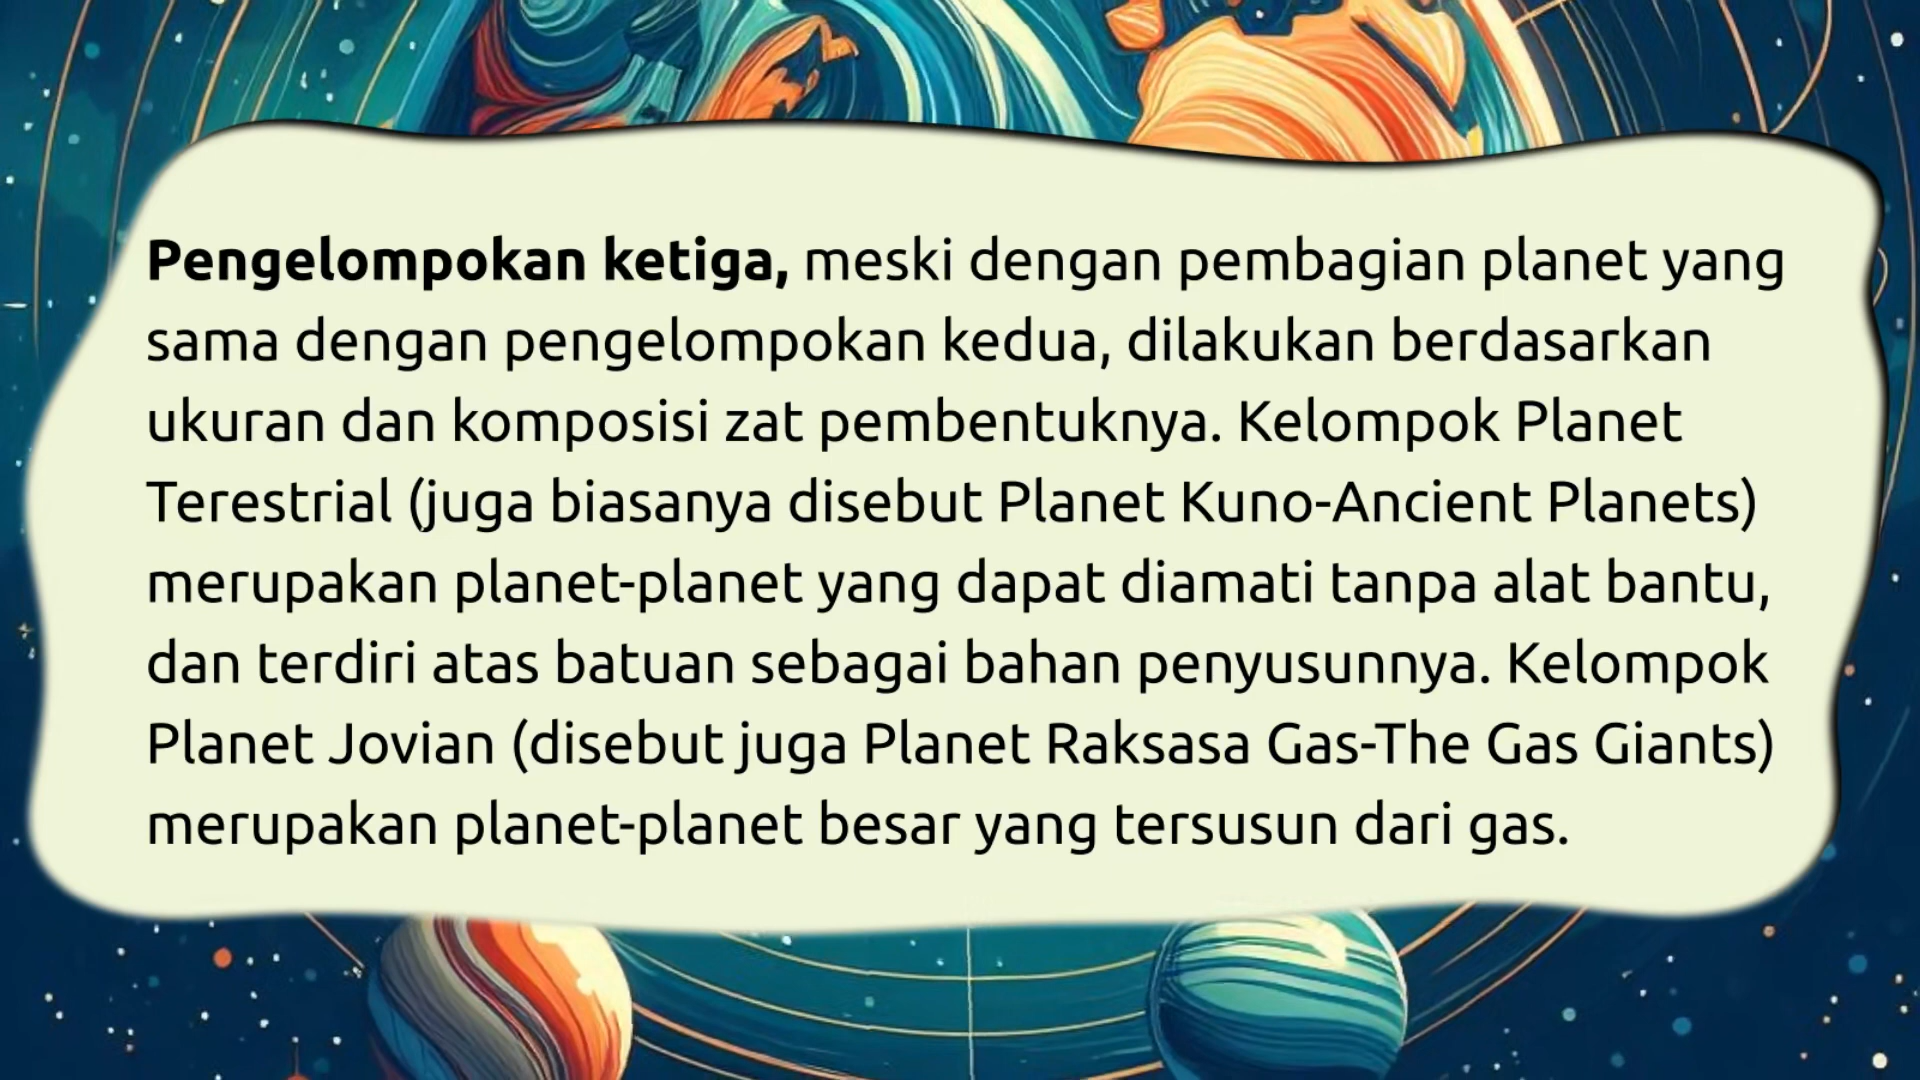 Pengelompokan ketiga, meski dengan pembagian planet yang
sama dengan pengelompokan kedua, dilakukan berdasarkan
ukuran dan komposisi zat pembentuknya. Kelompok Planet
Terestrial (juga biasanya disebut Planet Kuno-Ancient Planets)
merupakan planet-planet yang dapat diamati tanpa alat bantu,
dan terdiri atas batuan sebagai bahan penyusunnya. Kelompok
Planet Jovian (disebut juga Planet Raksasa Gas-The Gas Giants)
merupakan planet-planet besar yang tersusun dari gas.